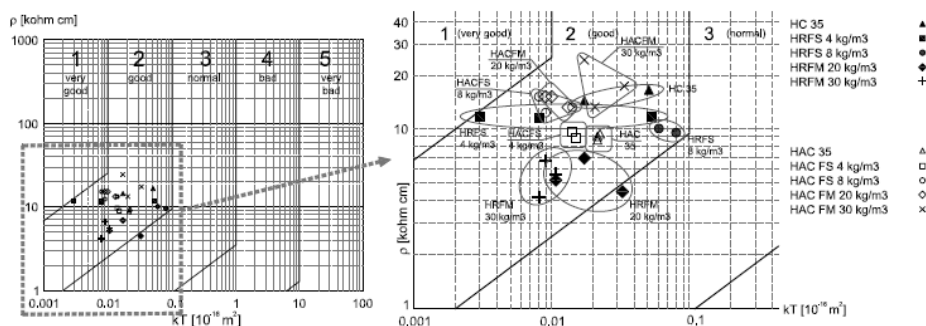 ρ [kohm cm]
1000
100
10
1
0.001
0.01
0.1
1
10
100
kT [10⁻¹⁶ m²]
1
very
good
2
good
3
normal
4
bad
5
very
bad
ρ [kohm cm]
40
30
20
10
1
0.001
0.01
0,1
kT [10⁻¹⁶ m²]
1 (very good)
2 (good)
3 (normal)
HACFM
20 kg/m3
HACFM
30 kg/m3
HACFS
8 kg/m3
HC 35
HRFS
4 kg/m3
HACFS
4 kg/m3
HAC
35
HRFS
8 kg/m3
HRFM
30 kg/m3
HRFM
20 kg/m3
HC 35
HRFS 4 kg/m3
HRFS 8 kg/m3
HRFM 20 kg/m3
HRFM 30 kg/m3
HAC 35
HAC FS 4 kg/m3
HAC FS 8 kg/m3
HAC FM 20 kg/m3
HAC FM 30 kg/m3